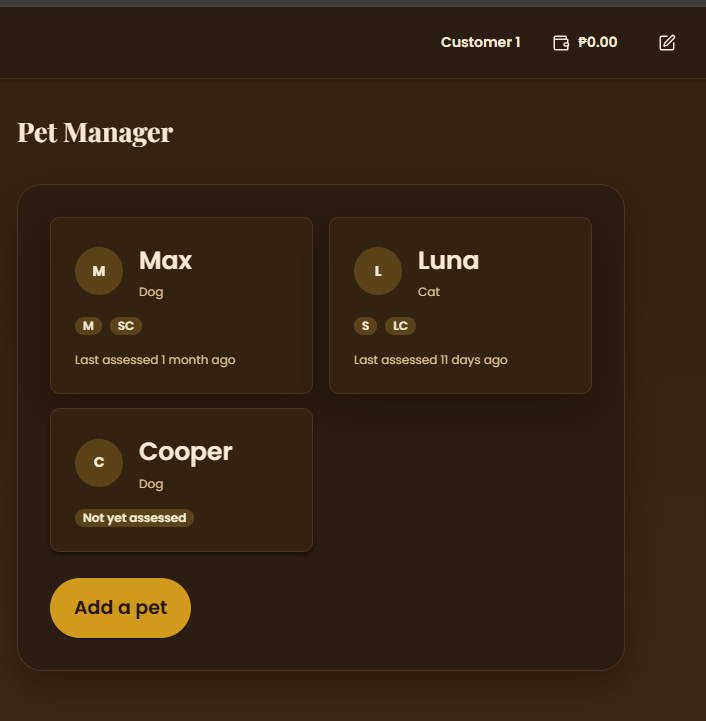 Customer 1
₱0.00
Pet Manager
M
Max
Dog
M SC
Last assessed 1 month ago
L
Luna
Cat
S LC
Last assessed 11 days ago
C
Cooper
Dog
Not yet assessed
Add a pet